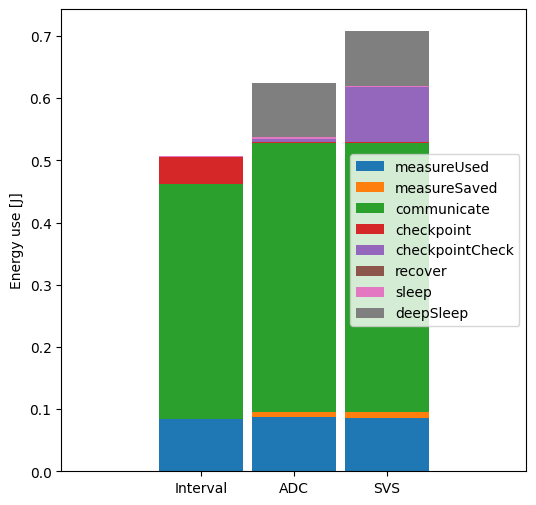 0.7
0.6
0.5
0.4
0.3
0.2
0.1
0.0
Energy use [J]
measureUsed
measureSaved
communicate
checkpoint
checkpointCheck
recover
sleep
deepSleep
Interval ADC SVS